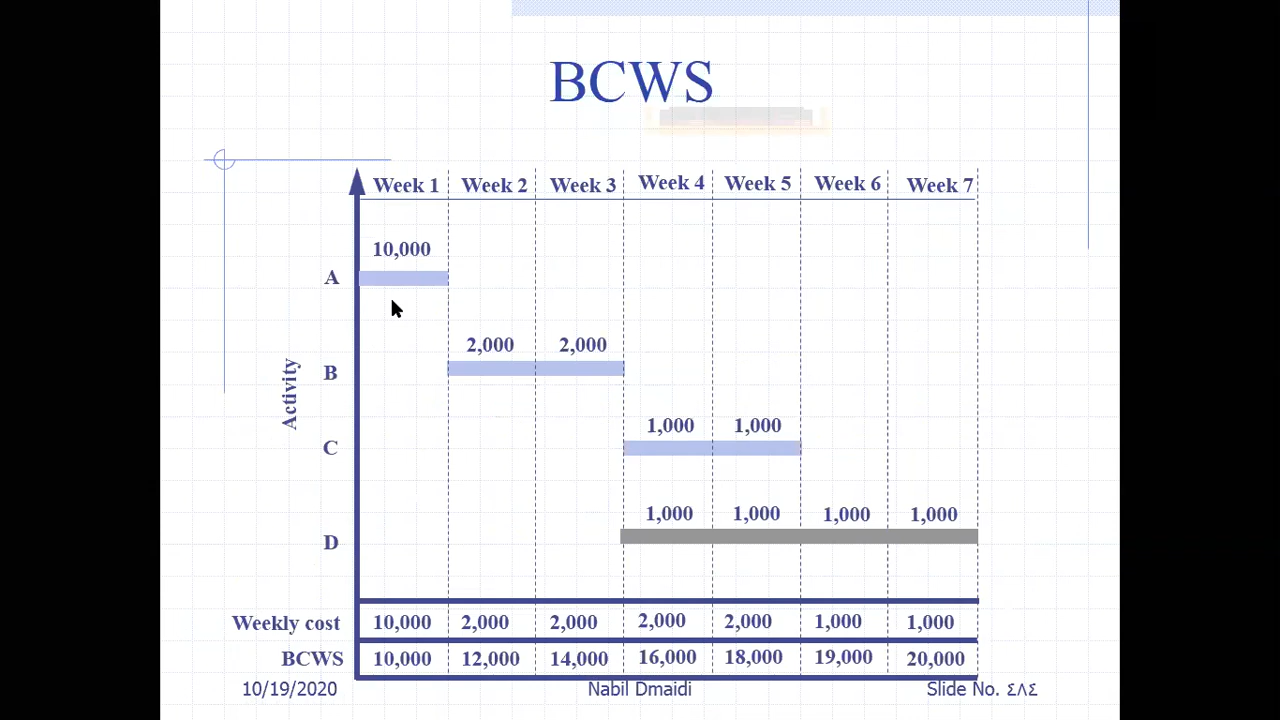 BCWS
Week 1 Week 2 Week 3 Week 4 Week 5 Week 6 Week 7
10,000
A
2,000 2,000
Activity
B
1,000 1,000
C
1,000 1,000 1,000 1,000
D
Weekly cost 10,000 2,000 2,000 2,000 2,000 1,000 1,000
BCWS 10,000 12,000 14,000 16,000 18,000 19,000 20,000
10/19/2020 Nabil Dmaidi Slide No. ٤٨٤